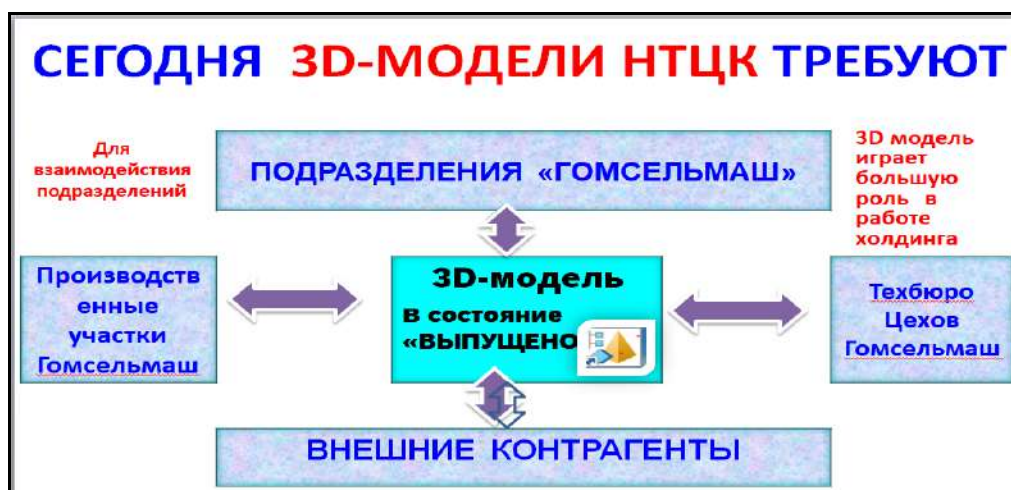 СЕГОДНЯ 3D-МОДЕЛИ НТЦК ТРЕБУЮТ
Для
взаимодействия
подразделений
ПОДРАЗДЕЛЕНИЯ «ГОМСЕЛЬМАШ»
3D модель
играет
большую
роль в
работе
холдинга
Производств
енные
участки
Гомсельмаш
3D-модель
В состояние
«ВЫПУЩЕНО
Техбюро
Цехов
Гомсельмаш
ВНЕШНИЕ КОНТРАГЕНТЫ